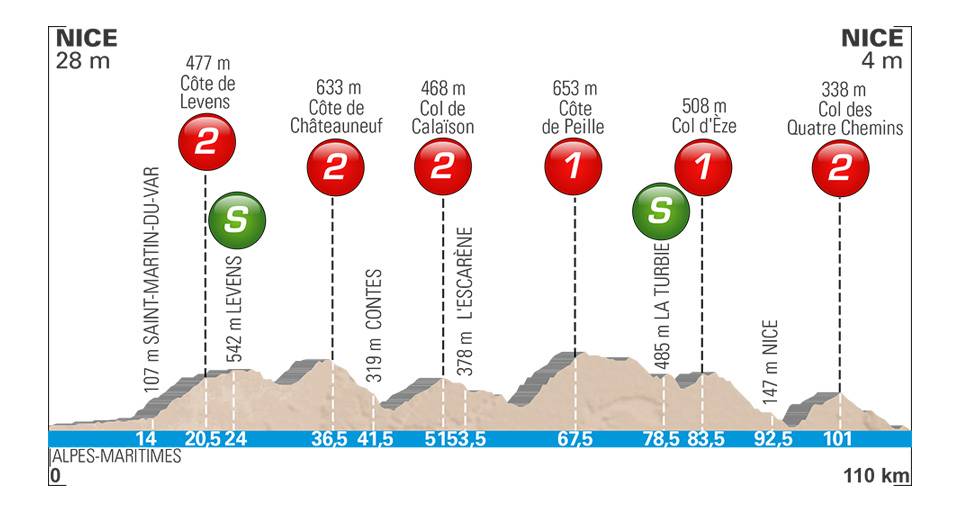 NICE
28 m
NICE
4 m
477 m
Côte de
Levens
2
S
633 m
Côte de
Châteauneuf
2
468 m
Col de
Calaïson
2
653 m
Côte
de Peille
1
508 m
Col d'Èze
1
S
338 m
Col des
Quatre Chemins
2
107 m SAINT-MARTIN-DU-VAR
542 m LEVENS
319 m CONTES
378 m L'ESCARÈNE
485 m LA TURBIE
147 m NICE
14 20,5 24 36,5 41,5 51 53,5 67,5 78,5 83,5 92,5 101
ALPES-MARITIMES
0
110 km